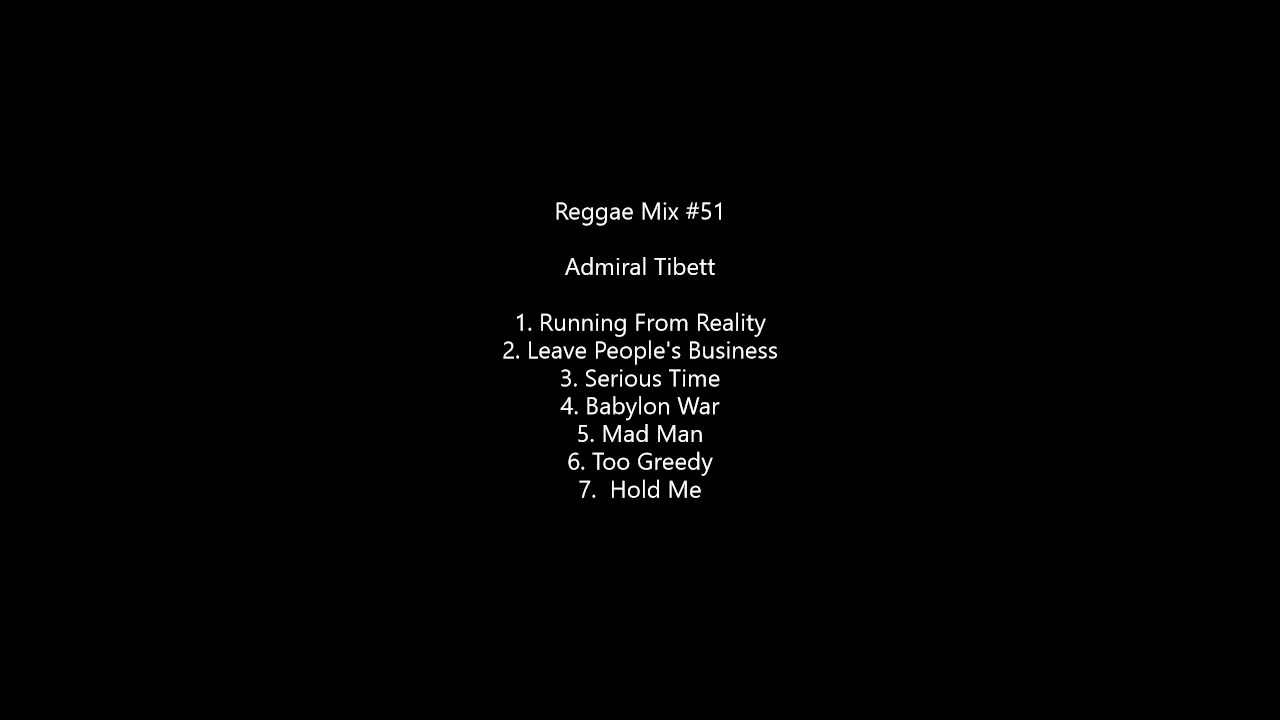 Reggae Mix #51
Admiral Tibett
1. Running From Reality
2. Leave People's Business
3. Serious Time
4. Babylon War
5. Mad Man
6. Too Greedy
7.  Hold Me